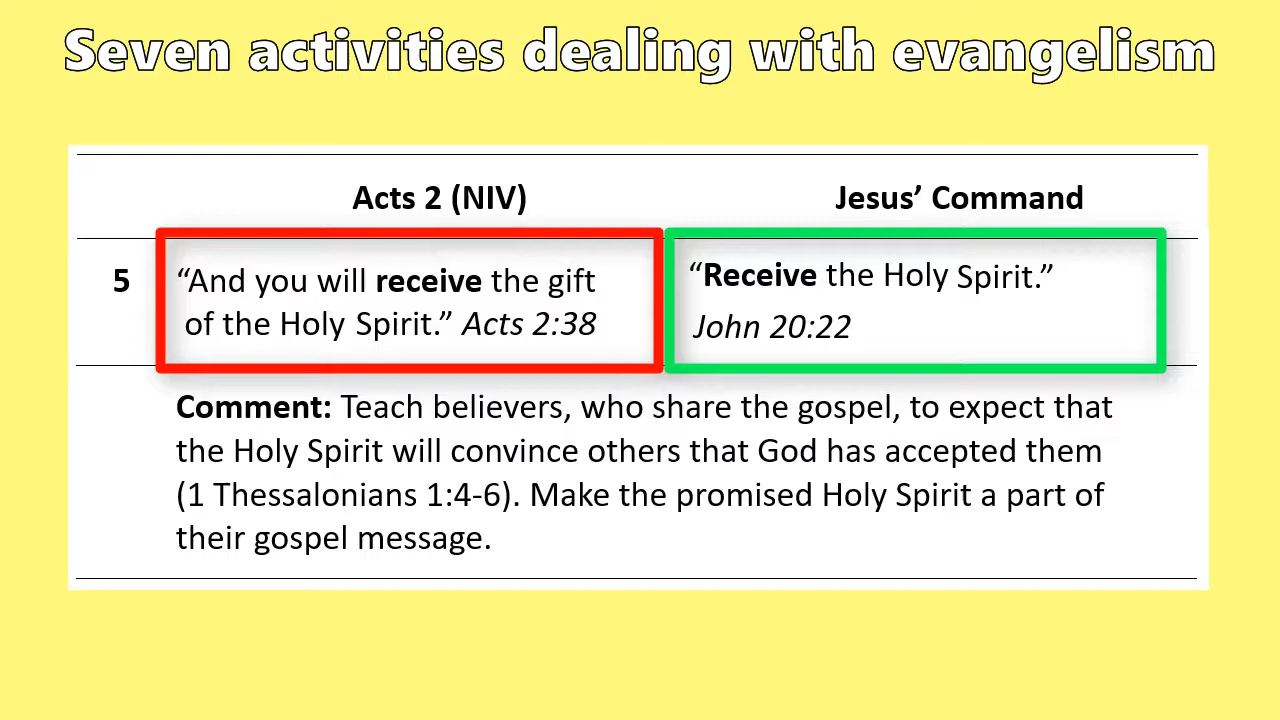 Seven activities dealing with evangelism
Acts 2 (NIV) Jesus’ Command
5 “And you will receive the gift of the Holy Spirit.” Acts 2:38
“Receive the Holy Spirit.”
John 20:22
Comment: Teach believers, who share the gospel, to expect that
the Holy Spirit will convince others that God has accepted them
(1 Thessalonians 1:4-6). Make the promised Holy Spirit a part of
their gospel message.